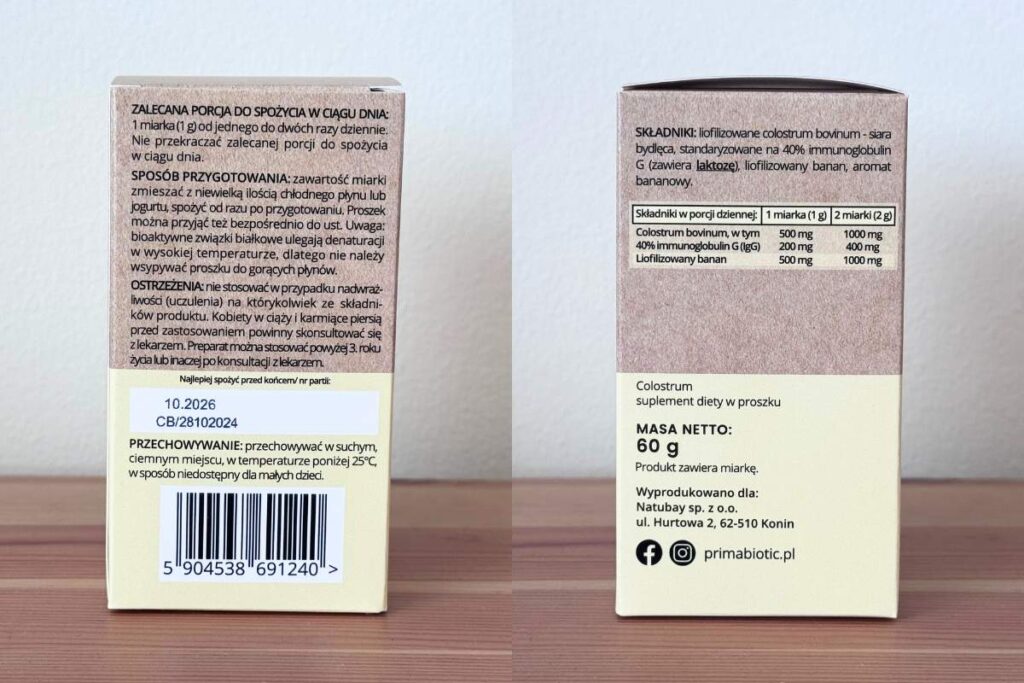 ZALECANA PORCJA DO SPOŻYCIA W CIĄGU DNIA:
1 miarka (1 g) od jednego do dwóch razy dziennie.
Nie przekraczać zalecanej porcji do spożycia
w ciągu dnia.
SPOSÓB PRZYGOTOWANIA: zawartość miarki
zmieszać z niewielką ilością chłodnego płynu lub
jogurtu, spożyć od razu po przygotowaniu. Proszek
można przyjąć też bezpośrednio do ust. Uwaga:
bioaktywne związki białkowe ulegają denaturacji
w wysokiej temperaturze, dlatego nie należy
wsypywać proszku do gorących płynów.
OSTRZEŻENIA: nie stosować w przypadku nadwraż-
liwości (uczulenia) na którykolwiek ze składni-
ków produktu. Kobiety w ciąży i karmiące piersią
przed zastosowaniem powinny skonsultować się
z lekarzem. Preparat można stosować powyżej 3. roku
życia lub inaczej po konsultacji z lekarzem.
Najlepiej spożyć przed końcem/ nr partii:
10.2026
CB/28102024
PRZECHOWYWANIE: przechowywać w suchym,
ciemnym miejscu, w temperaturze poniżej 25°C,
w sposób niedostępny dla małych dzieci.
5 904538 691240 >
SKŁADNIKI: liofilizowane colostrum bovinum - siara
bydlęca, standaryzowane na 40% immunoglobulin
G (zawiera laktozę), liofilizowany banan, aromat
bananowy.
Składniki w porcji dziennej: 1 miarka (1 g) 2 miarki (2 g)
Colostrum bovinum, w tym 500 mg 1000 mg
40% immunoglobulin G (IgG) 200 mg 400 mg
Liofilizowany banan 500 mg 1000 mg
Colostrum
suplement diety w proszku
MASA NETTO:
60 g
Produkt zawiera miarkę.
Wyprodukowano dla:
Natubay sp. z o.o.
ul. Hurtowa 2, 62-510 Konin
primabiotic.pl